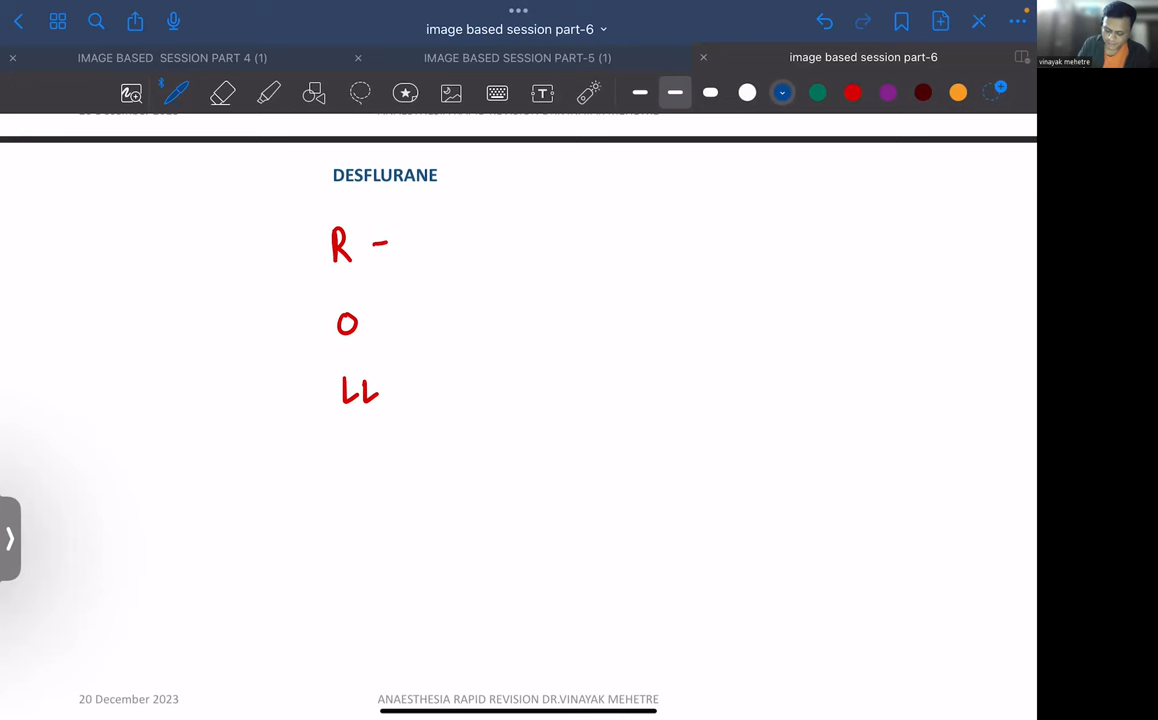 image based session part-6
IMAGE BASED SESSION PART 4 (1)
IMAGE BASED SESSION PART-5 (1)
image based session part-6
vinayak mehetre
DESFLURANE
R -
O
LL
20 December 2023
ANAESTHESIA RAPID REVISION DR.VINAYAK MEHETRE